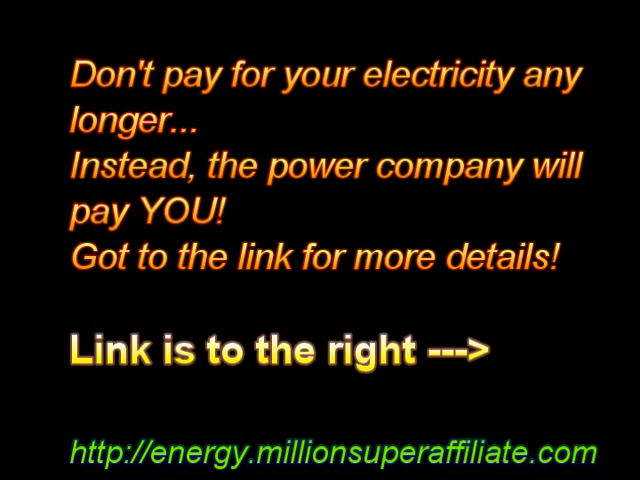 Don't pay for your electricity any
longer...
Instead, the power company will
pay YOU!
Got to the link for more details!
Link is to the right --->
http://energy.millionsuperaffiliate.com